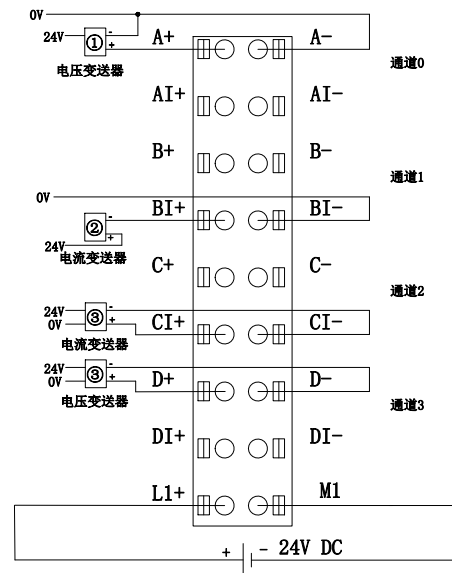 0V
24V ① - + A+ A- 通道0
电压变送器
AI+ AI-
B+ B- 通道1
0V
BI+ BI-
② - +
24V
电流变送器
C+ C- 通道2
24V ③ - + CI+ CI-
0V
电流变送器
24V ③ - + D+ D- 通道3
0V
电压变送器
DI+ DI-
L1+ M1
+ - 24V DC